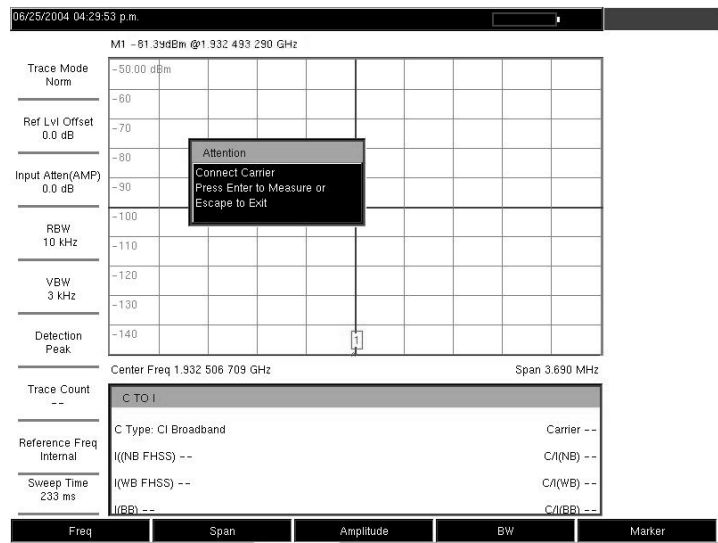 06/25/2004 04:29:53 p.m.
M1 -81.39dBm @1.932 493 290 GHz
Trace Mode
Norm
Ref Lvl Offset
0.0 dB
Input Atten(AMP)
0.0 dB
RBW
10 kHz
VBW
3 kHz
Detection
Peak
Trace Count
--
Reference Freq
Internal
Sweep Time
233 ms
-50.00 dBm
-60
-70
-80
-90
-100
-110
-120
-130
-140
Attention
Connect Carrier
Press Enter to Measure or
Escape to Exit
1
Center Freq 1.932 506 709 GHz
Span 3.690 MHz
C TO I
C Type: CI Broadband
Carrier --
I((NB FHSS) --
C/I(NB) --
I(WB FHSS) --
C/I(WB) --
I(BB) --
C/I(BB) --
Freq
Span
Amplitude
BW
Marker